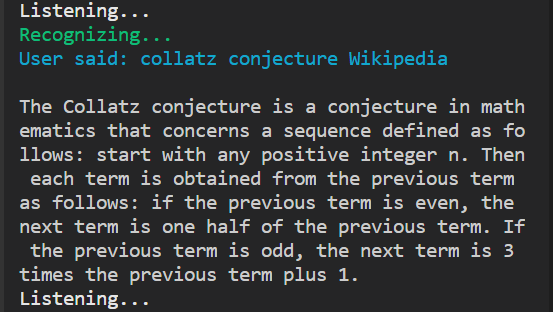 Listening...
Recognizing...
User said: collatz conjecture Wikipedia
The Collatz conjecture is a conjecture in math
ematics that concerns a sequence defined as fo
llows: start with any positive integer n. Then
 each term is obtained from the previous term
as follows: if the previous term is even, the
next term is one half of the previous term. If
 the previous term is odd, the next term is 3
times the previous term plus 1.
Listening...